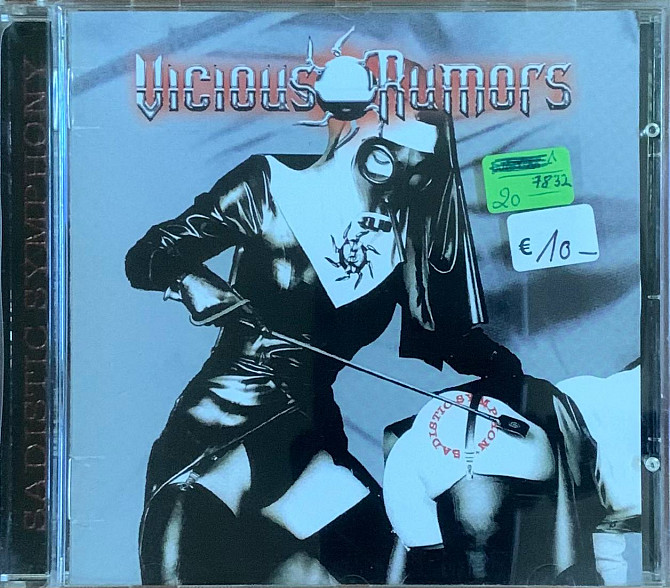 SADISTIC SYMPHONY
Vicious Rumors
7832
20
€ 10-
SADISTIC SYMPHONY